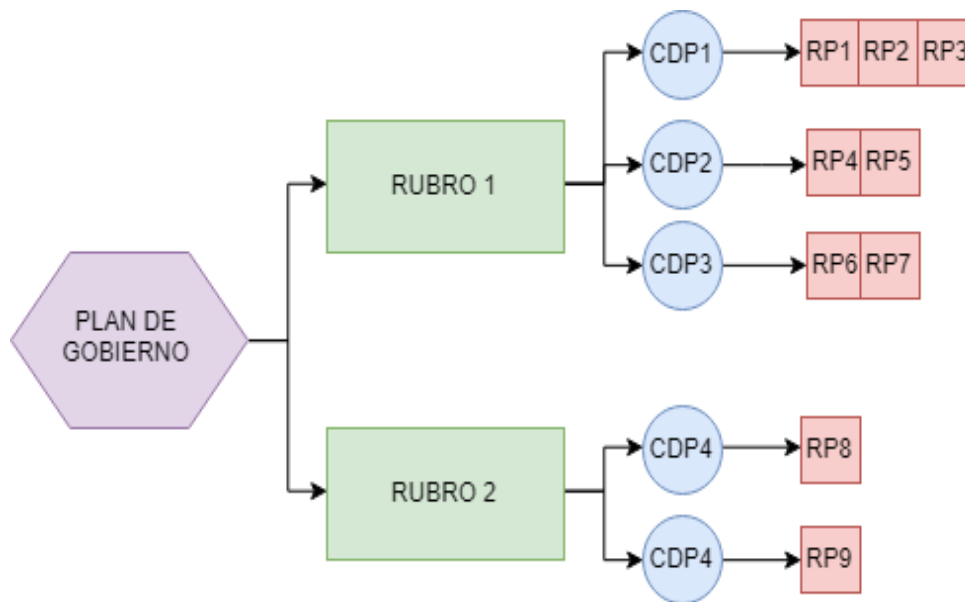 CDP1
RP1 RP2 RP3
CDP2
RP4 RP5
RUBRO 1
CDP3
RP6 RP7
PLAN DE
GOBIERNO
CDP4
RP8
RUBRO 2
CDP4
RP9